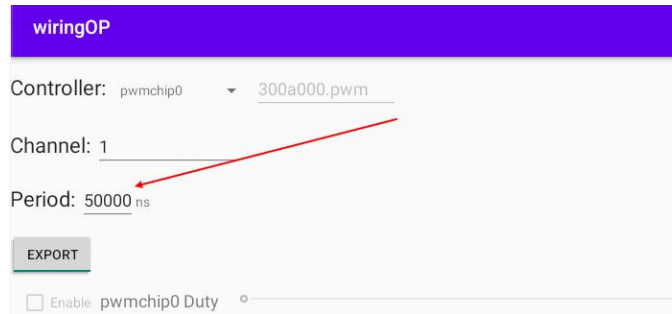 wiringOP
Controller: pwmchip0 300a000.pwm
Channel: 1
Period: 50000 ns
EXPORT
Enable pwmchip0 Duty